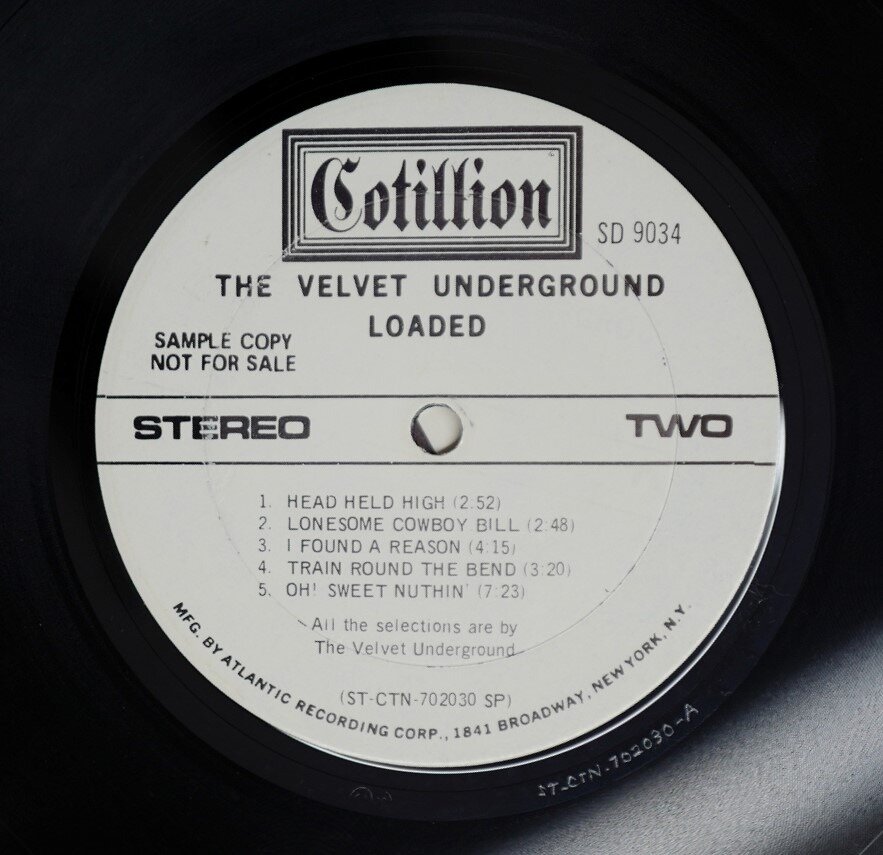 Cotillion
SD 9034
THE VELVET UNDERGROUND
LOADED
SAMPLE COPY
NOT FOR SALE
STEREO
TWO
1. HEAD HELD HIGH (2:52)
2. LONESOME COWBOY BILL (2:48)
3. I FOUND A REASON (4:15)
4. TRAIN ROUND THE BEND (3:20)
5. OH! SWEET NUTHIN' (7:23)
All the selections are by
The Velvet Underground
(ST-CTN-702030 SP)
MFG. BY ATLANTIC RECORDING CORP., 1841 BROADWAY, NEW YORK, N.Y.
ST-CTN-702030-A